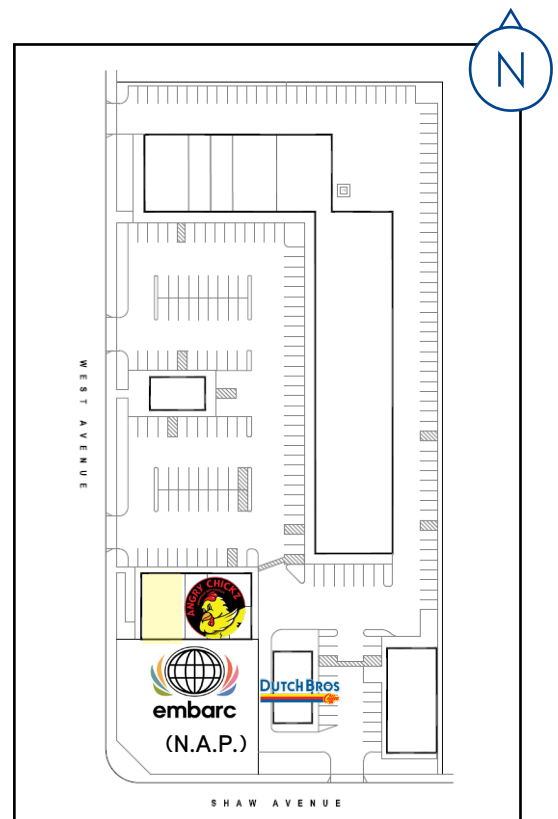 N
WEST AVENUE
ANGRY CHICKZ
embarc
(N.A.P.)
DUTCH BROS
Coffee
SHAW AVENUE